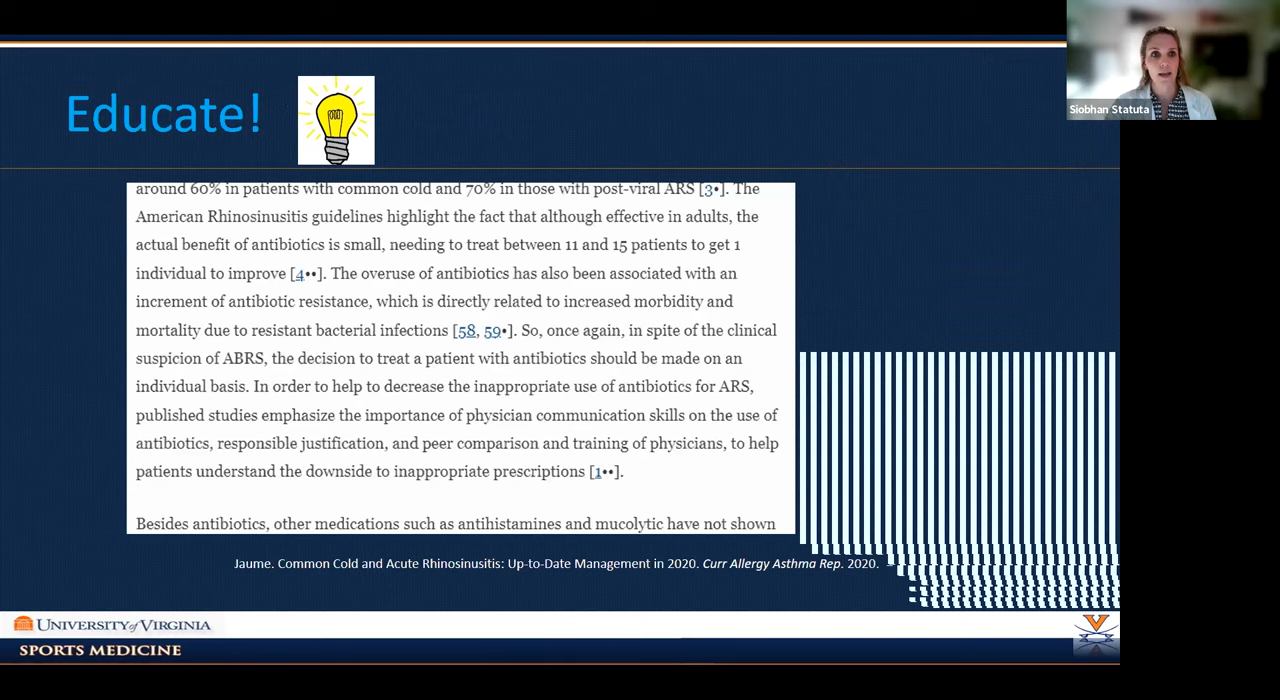 Educate!
Siobhan Statuta
around 60% in patients with common cold and 70% in those with post-viral ARS [3•]. The
American Rhinosinusitis guidelines highlight the fact that although effective in adults, the
actual benefit of antibiotics is small, needing to treat between 11 and 15 patients to get 1
individual to improve [4••]. The overuse of antibiotics has also been associated with an
increment of antibiotic resistance, which is directly related to increased morbidity and
mortality due to resistant bacterial infections [58, 59•]. So, once again, in spite of the clinical
suspicion of ABRS, the decision to treat a patient with antibiotics should be made on an
individual basis. In order to help to decrease the inappropriate use of antibiotics for ARS,
published studies emphasize the importance of physician communication skills on the use of
antibiotics, responsible justification, and peer comparison and training of physicians, to help
patients understand the downside to inappropriate prescriptions [1••].
Besides antibiotics, other medications such as antihistamines and mucolytic have not shown
Jaume. Common Cold and Acute Rhinosinusitis: Up-to-Date Management in 2020. Curr Allergy Asthma Rep. 2020.
UNIVERSITY of VIRGINIA
SPORTS MEDICINE